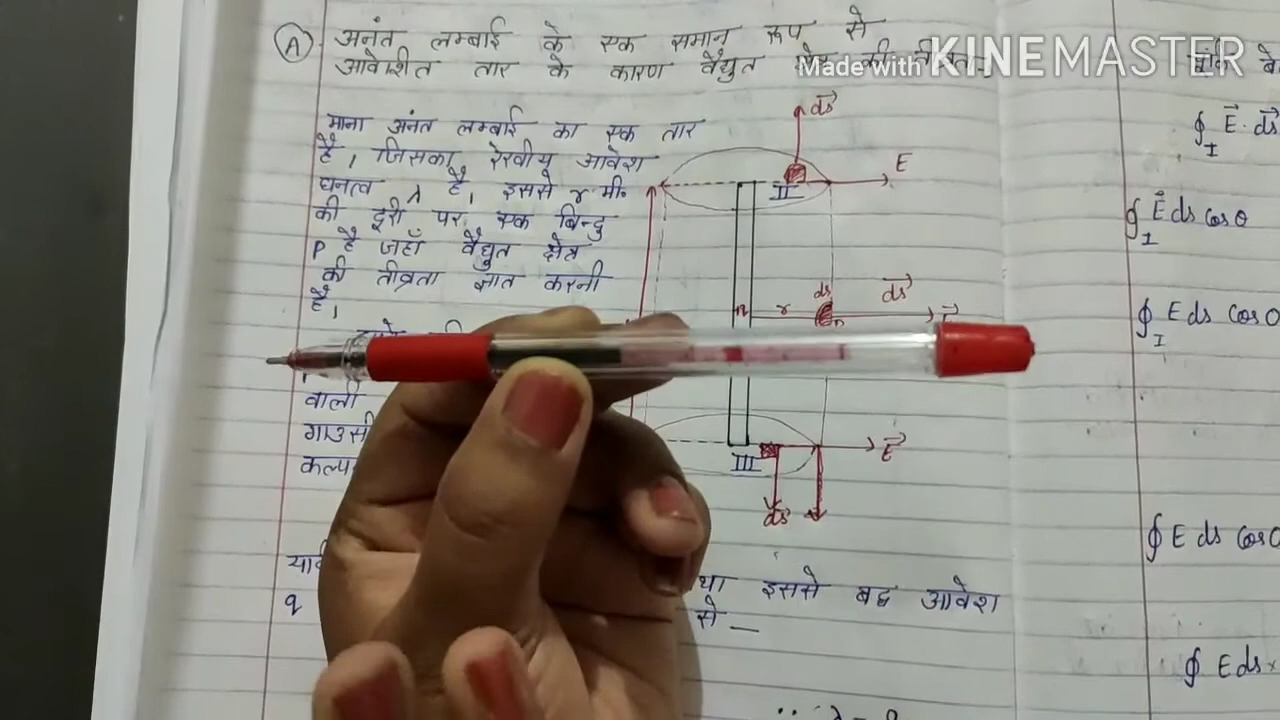 (A) अनंत लम्बाई के एक समान रूप से
आवेशित तार के कारण वैद्युत
Made with KINEMASTER
माना अनंत लम्बाई का एक तार
है, जिसका रेखीय आवेश
घनत्व λ है, इससे r मी०
की दूरी पर एक बिन्दु
P है जहाँ वैद्युत क्षेत्र
की तीव्रता ज्ञात करनी
है,
वाली
q
था इससे बद्ध आवेश
से —
ds
E
II
r
ds
ds
III
E
ds
∮ E . ds
I
∮ E ds cos θ
I
∮ E ds cos 0
I
∮ E ds cos
∮ E ds